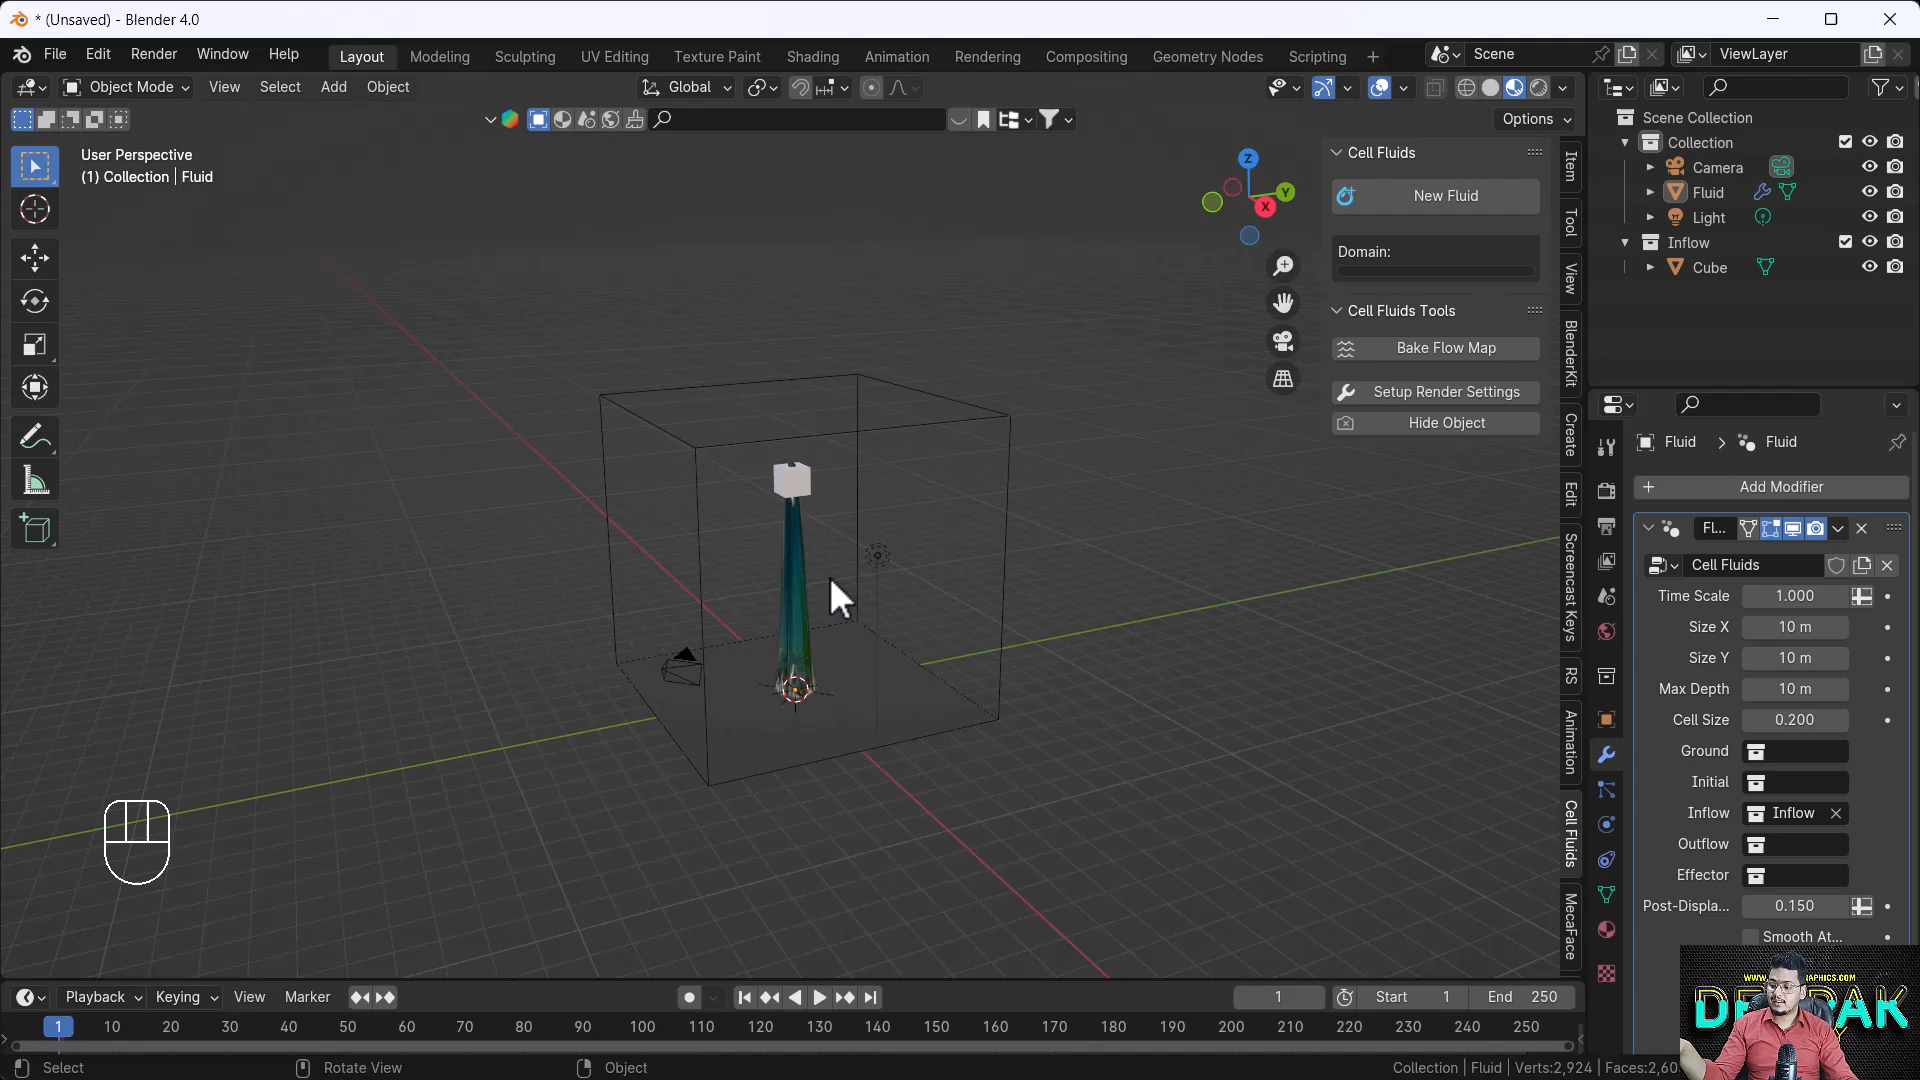 * (Unsaved) - Blender 4.0
File Edit Render Window Help Layout Modeling Sculpting UV Editing Texture Paint Shading Animation Rendering Compositing Geometry Nodes Scripting + Scene ViewLayer
Object Mode View Select Add Object Global
Options
User Perspective
(1) Collection | Fluid
Z
Y
X
Cell Fluids
New Fluid
Domain:
Cell Fluids Tools
Bake Flow Map
Setup Render Settings
Hide Object
Item
Tool
View
BlenderKit
Create
Edit
Screencast Keys
RS
Animation
Cell Fluids
MecaFace
Scene Collection
Collection
Camera
Fluid
Light
Inflow
Cube
Fluid > Fluid
+ Add Modifier
Fl...
Cell Fluids
Time Scale 1.000
Size X 10 m
Size Y 10 m
Max Depth 10 m
Cell Size 0.200
Ground
Initial
Inflow Inflow
Outflow
Effector
Post-Displa... 0.150
Smooth At...
Playback Keying View Marker 1 Start 1 End 250
1 10 20 30 40 50 60 70 80 90 100 110 120 130 140 150 160 170 180 190 200 210 220 230 240 250
Select Rotate View Object Collection | Fluid | Verts:2,924 | Faces:2,60